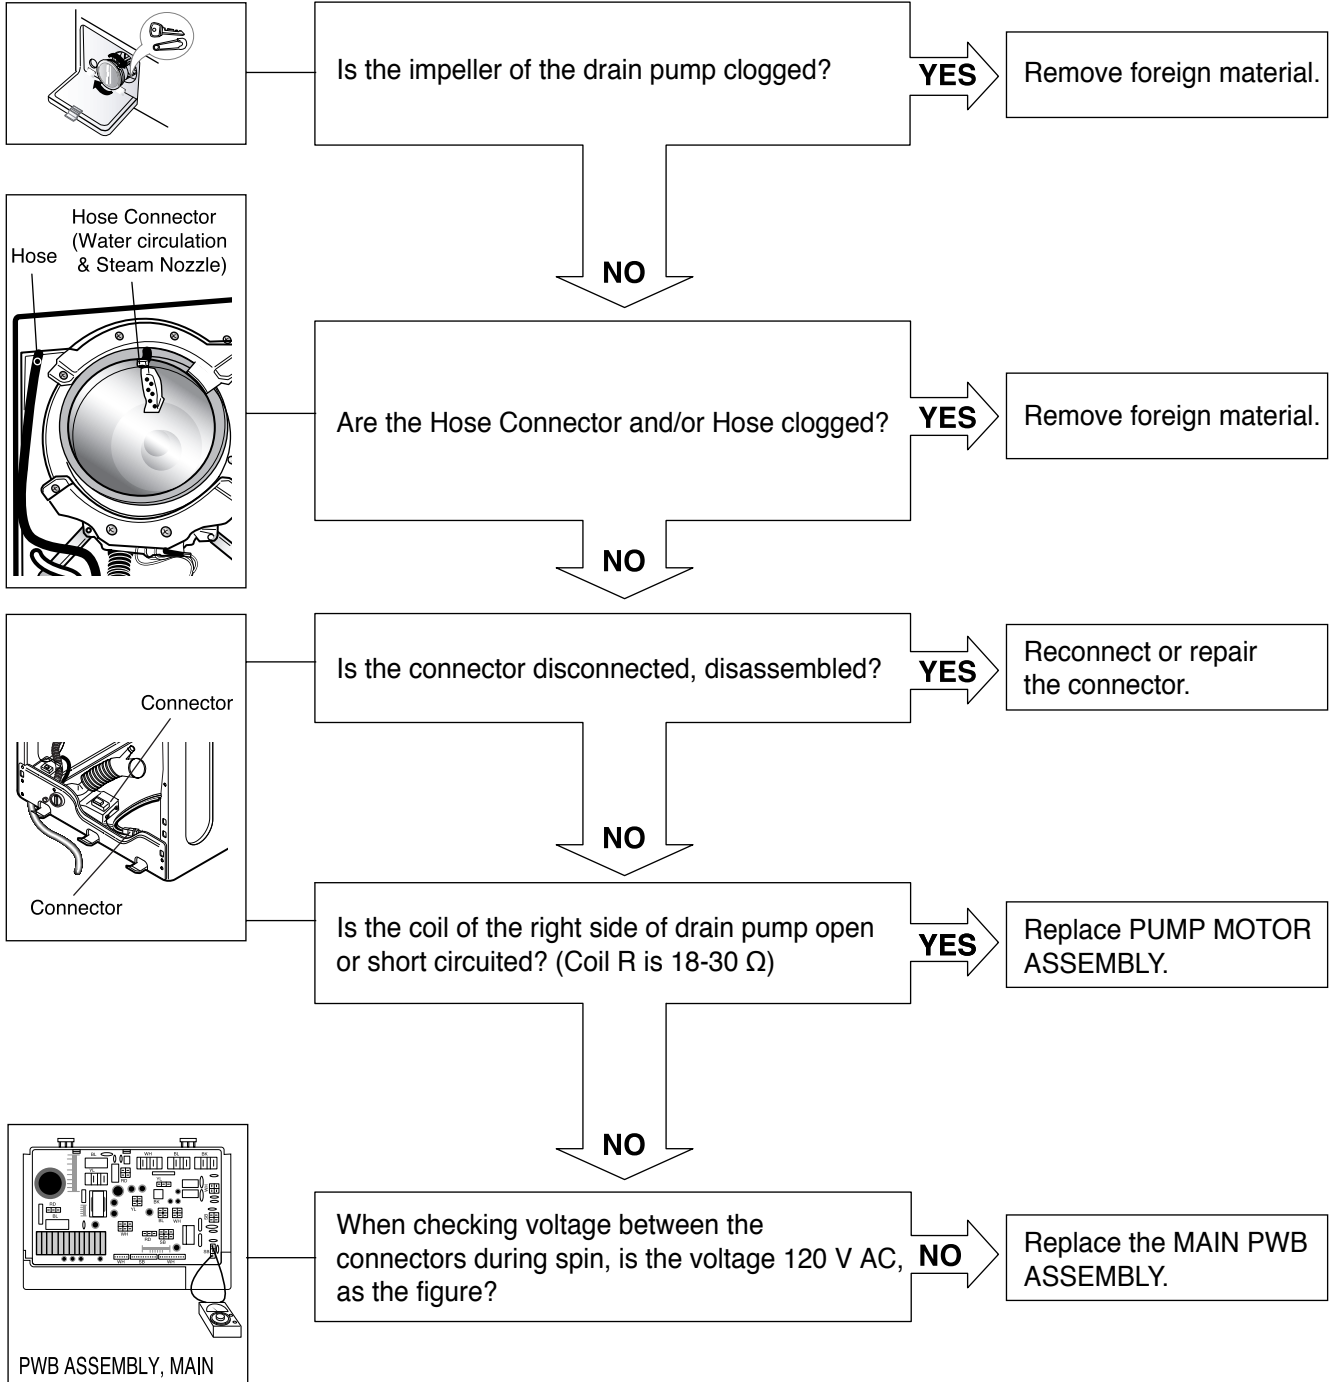 Is the impeller of the drain pump clogged?
YES
Remove foreign material.
NO
Hose Connector
(Water circulation
& Steam Nozzle)
Hose
Are the Hose Connector and/or Hose clogged?
YES
Remove foreign material.
NO
Connector
Connector
Is the connector disconnected, disassembled?
YES
Reconnect or repair
the connector.
NO
Is the coil of the right side of drain pump open
or short circuited? (Coil R is 18-30 Ω)
YES
Replace PUMP MOTOR
ASSEMBLY.
NO
When checking voltage between the
connectors during spin, is the voltage 120 V AC,
as the figure?
NO
Replace the MAIN PWB
ASSEMBLY.
PWB ASSEMBLY, MAIN